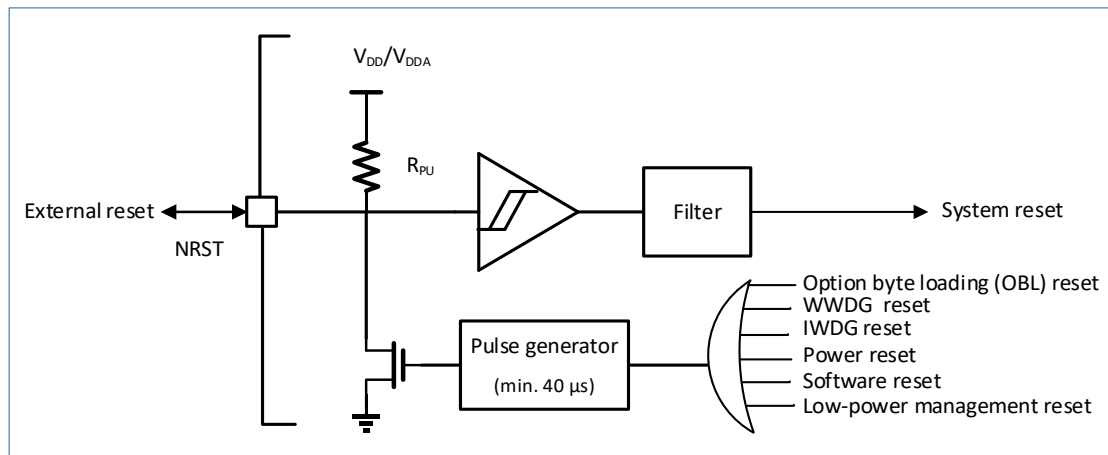 V_DD/V_DDA
R_PU
External reset
NRST
Filter
System reset
Option byte loading (OBL) reset
WWDG reset
IWDG reset
Power reset
Software reset
Low-power management reset
Pulse generator
(min. 40 μs)